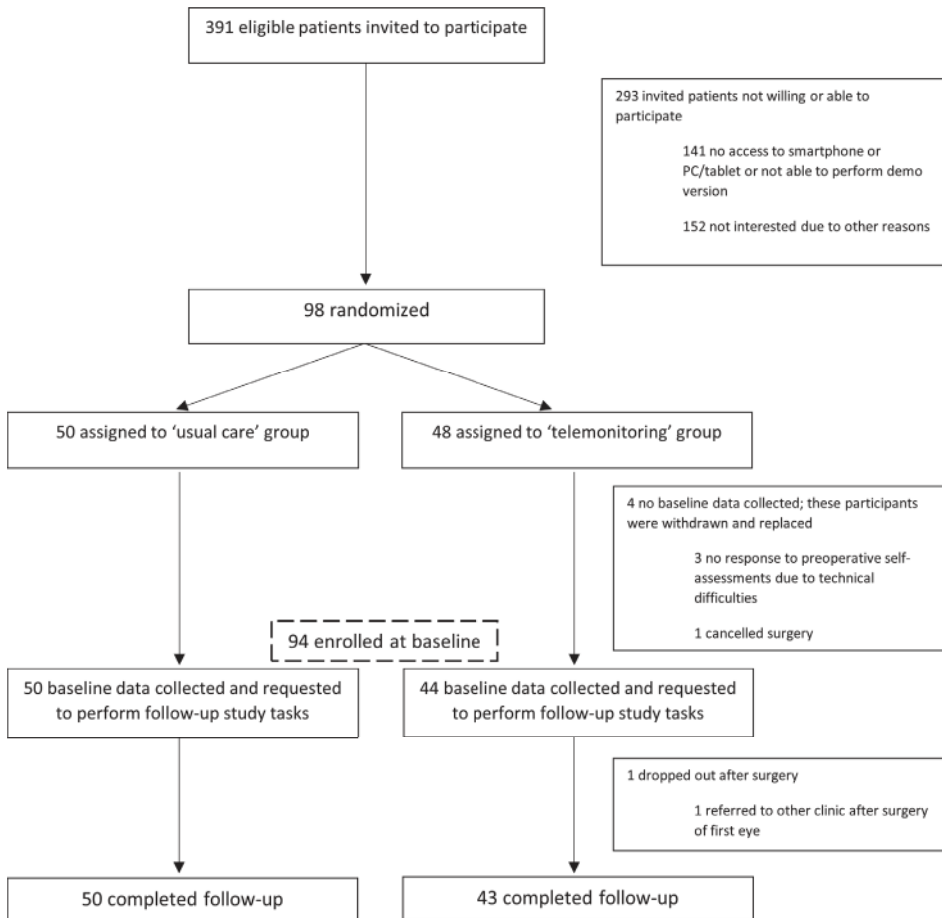 391 eligible patients invited to participate
293 invited patients not willing or able to
participate
141 no access to smartphone or
PC/tablet or not able to perform demo
version
152 not interested due to other reasons
98 randomized
50 assigned to ‘usual care’ group
48 assigned to ‘telemonitoring’ group
4 no baseline data collected; these participants
were withdrawn and replaced
3 no response to preoperative self-
assessments due to technical
difficulties
1 cancelled surgery
94 enrolled at baseline
50 baseline data collected and requested
to perform follow-up study tasks
44 baseline data collected and requested
to perform follow-up study tasks
1 dropped out after surgery
1 referred to other clinic after surgery
of first eye
50 completed follow-up
43 completed follow-up